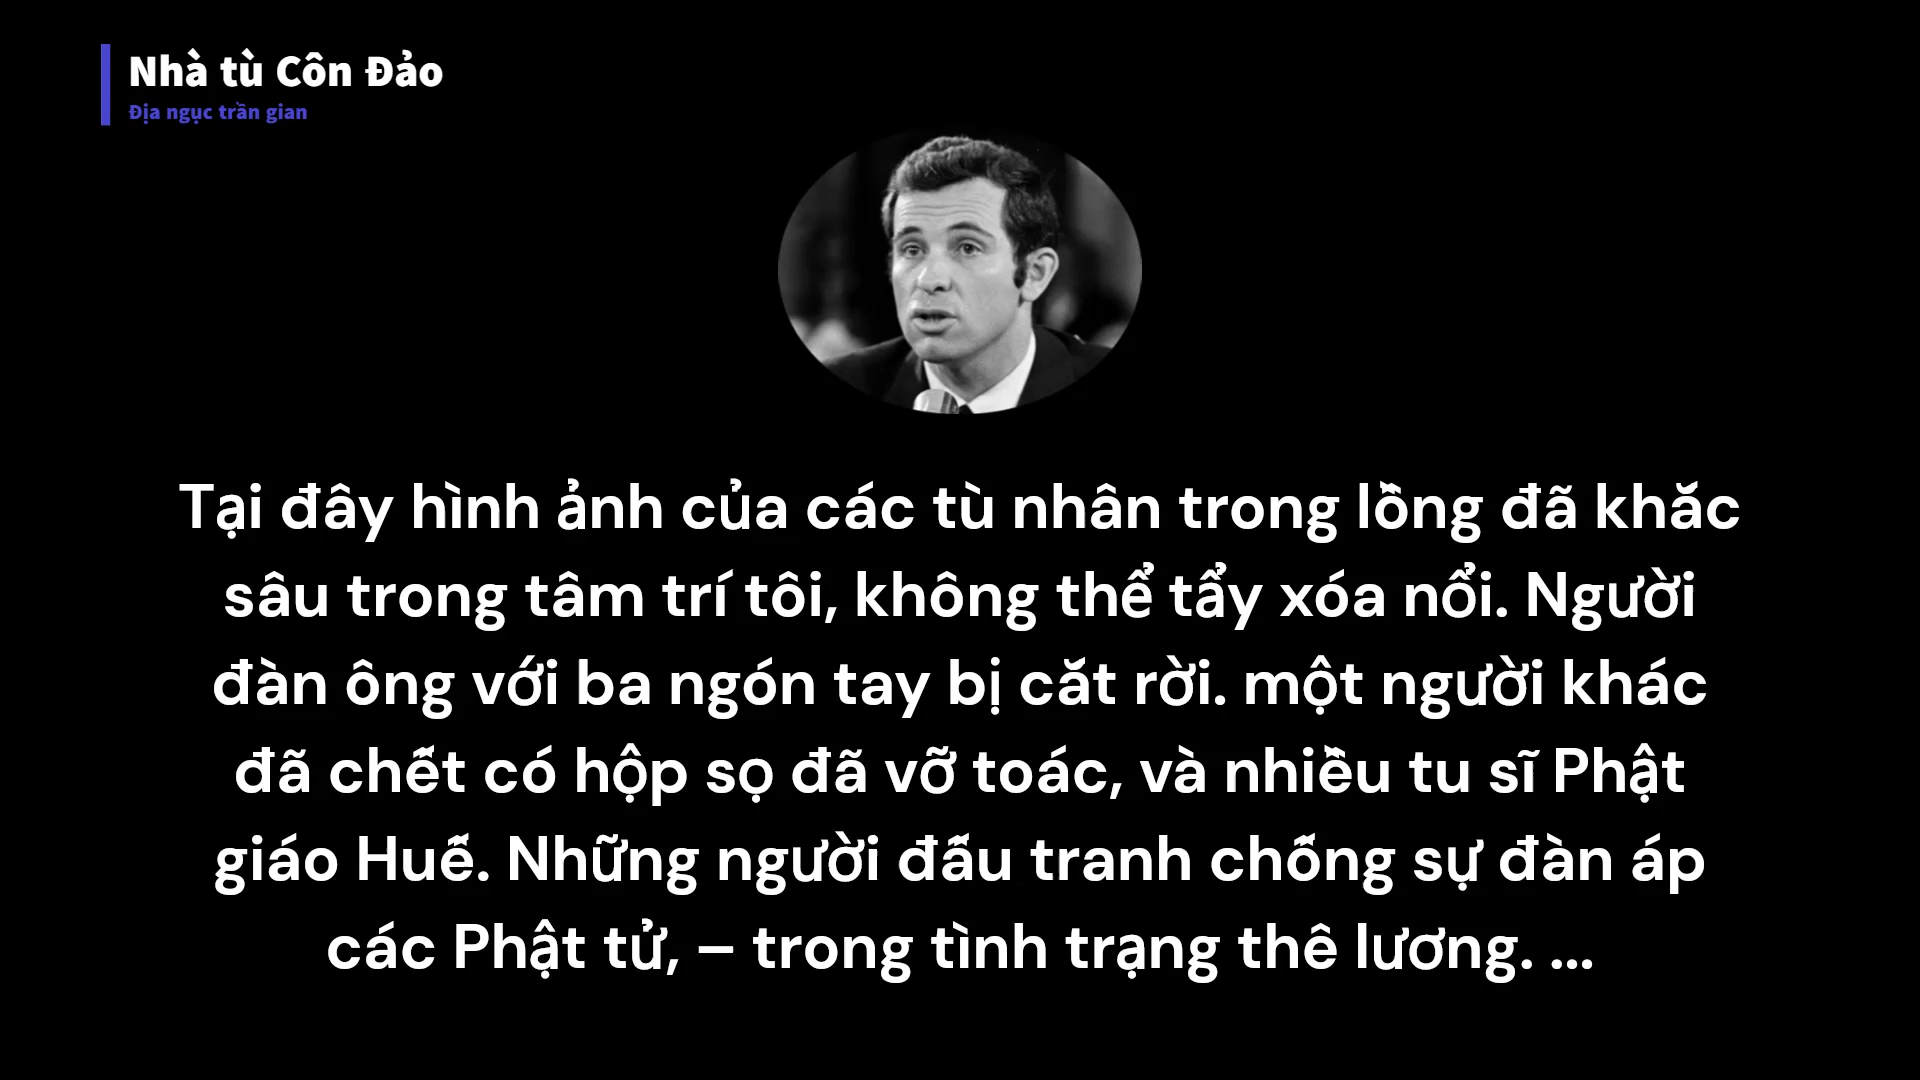 Nhà tù Côn Đảo
Địa ngục trần gian
Tại đây hình ảnh của các tù nhân trong lồng đã khắc
sâu trong tâm trí tôi, không thể tẩy xóa nổi. Người
đàn ông với ba ngón tay bị cắt rời. một người khác
đã chết có hộp sọ đã vỡ toác, và nhiều tu sĩ Phật
giáo Huế. Những người đấu tranh chống sự đàn áp
các Phật tử, – trong tình trạng thê lương. ...